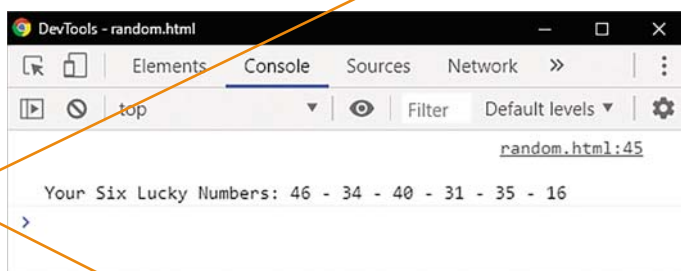 DevTools - random.html
Elements Console Sources Network »
top Filter Default levels
random.html:45
Your Six Lucky Numbers: 46 - 34 - 40 - 31 - 35 - 16
>